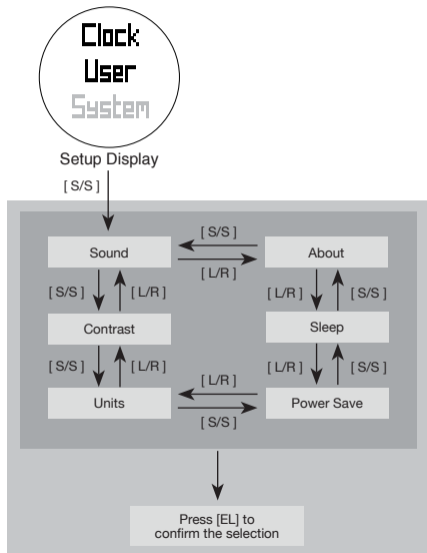 Clock
User
System
Setup Display
[ S/S ]
[ S/S ]
Sound
About
[ L/R ]
[ S/S ]
[ L/R ]
[ L/R ]
[ S/S ]
Contrast
Sleep
[ S/S ]
[ L/R ]
[ L/R ]
[ S/S ]
[ L/R ]
Units
Power Save
[ S/S ]
Press [EL] to
confirm the selection